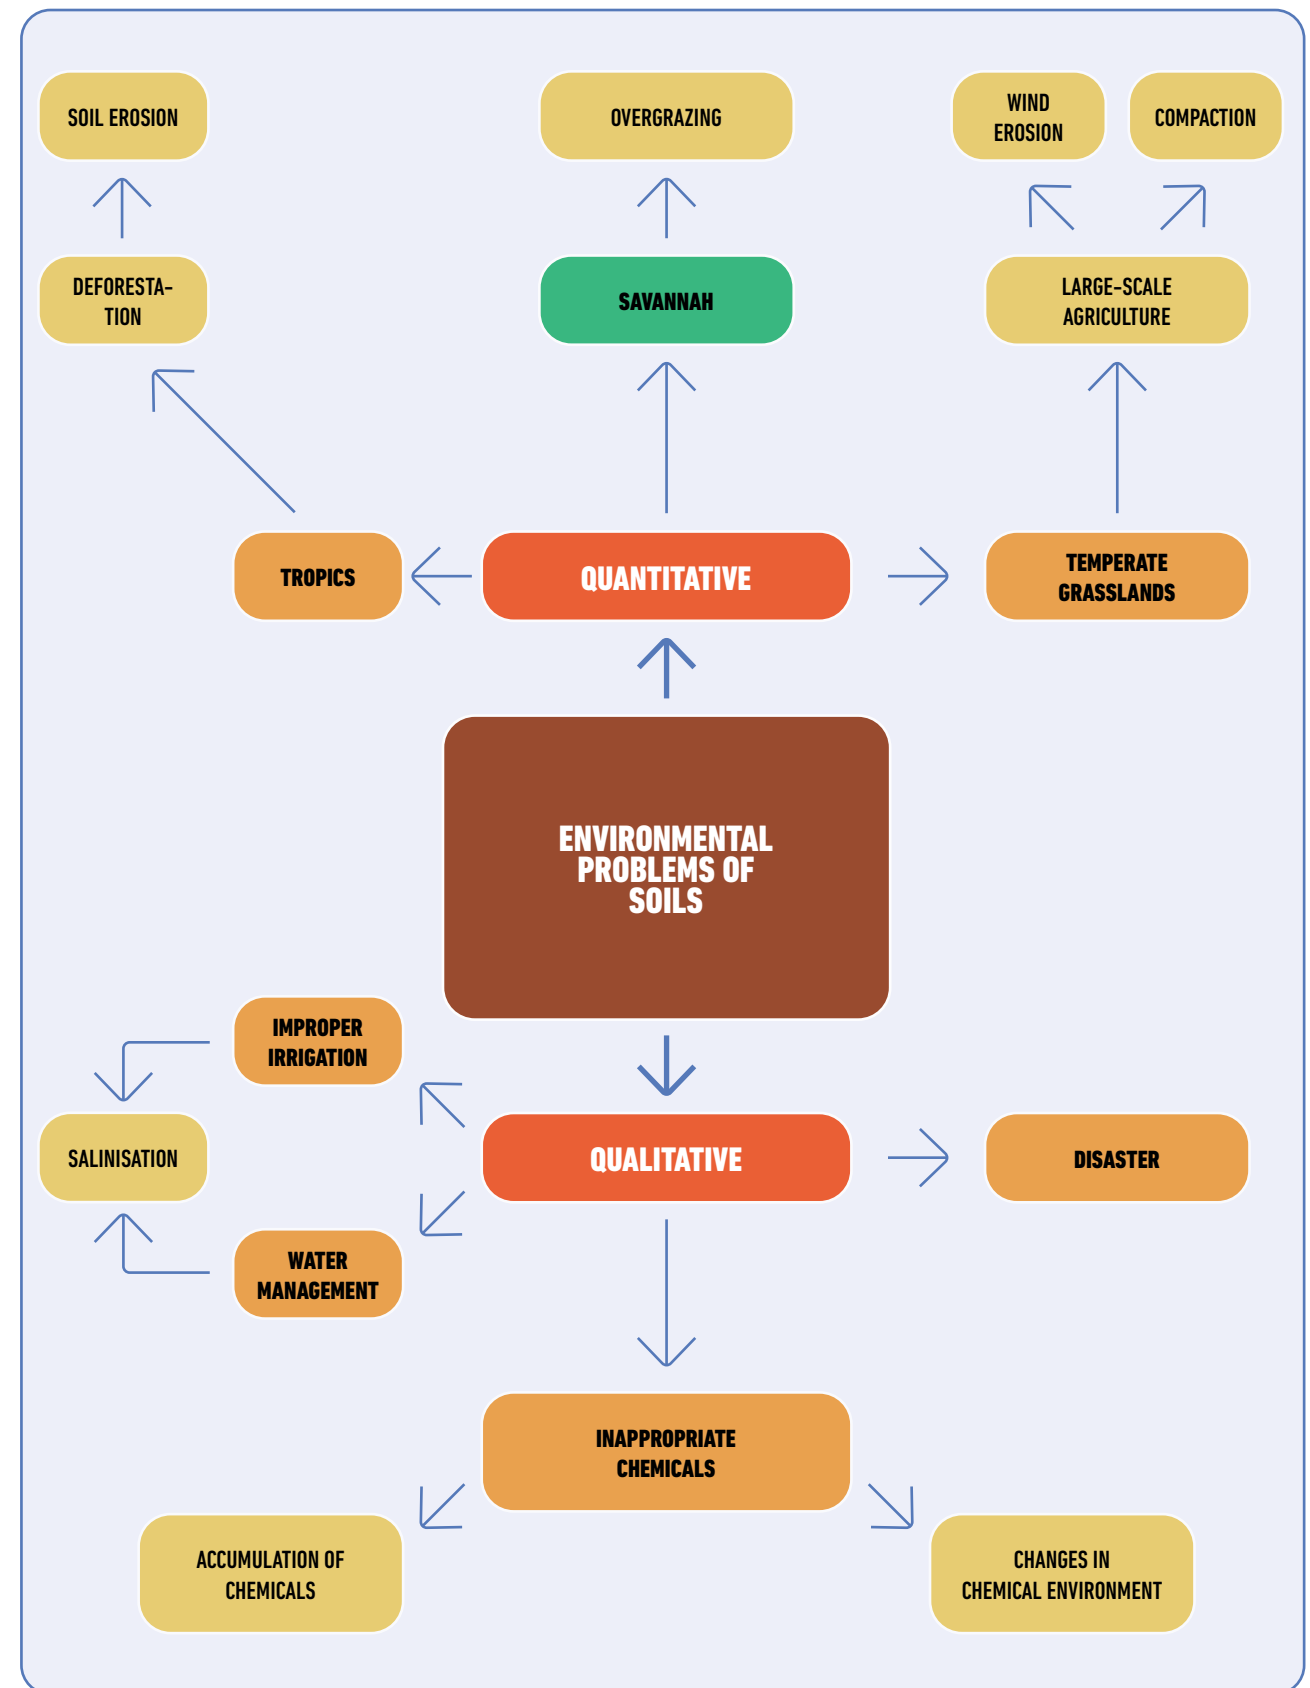 SOIL EROSION
OVERGRAZING
WIND
EROSION
COMPACTION
DEFORESTA-
TION
SAVANNAH
LARGE-SCALE
AGRICULTURE
TROPICS
QUANTITATIVE
TEMPERATE
GRASSLANDS
ENVIRONMENTAL
PROBLEMS OF
SOILS
IMPROPER
IRRIGATION
SALINISATION
QUALITATIVE
DISASTER
WATER
MANAGEMENT
INAPPROPRIATE
CHEMICALS
ACCUMULATION OF
CHEMICALS
CHANGES IN
CHEMICAL ENVIRONMENT